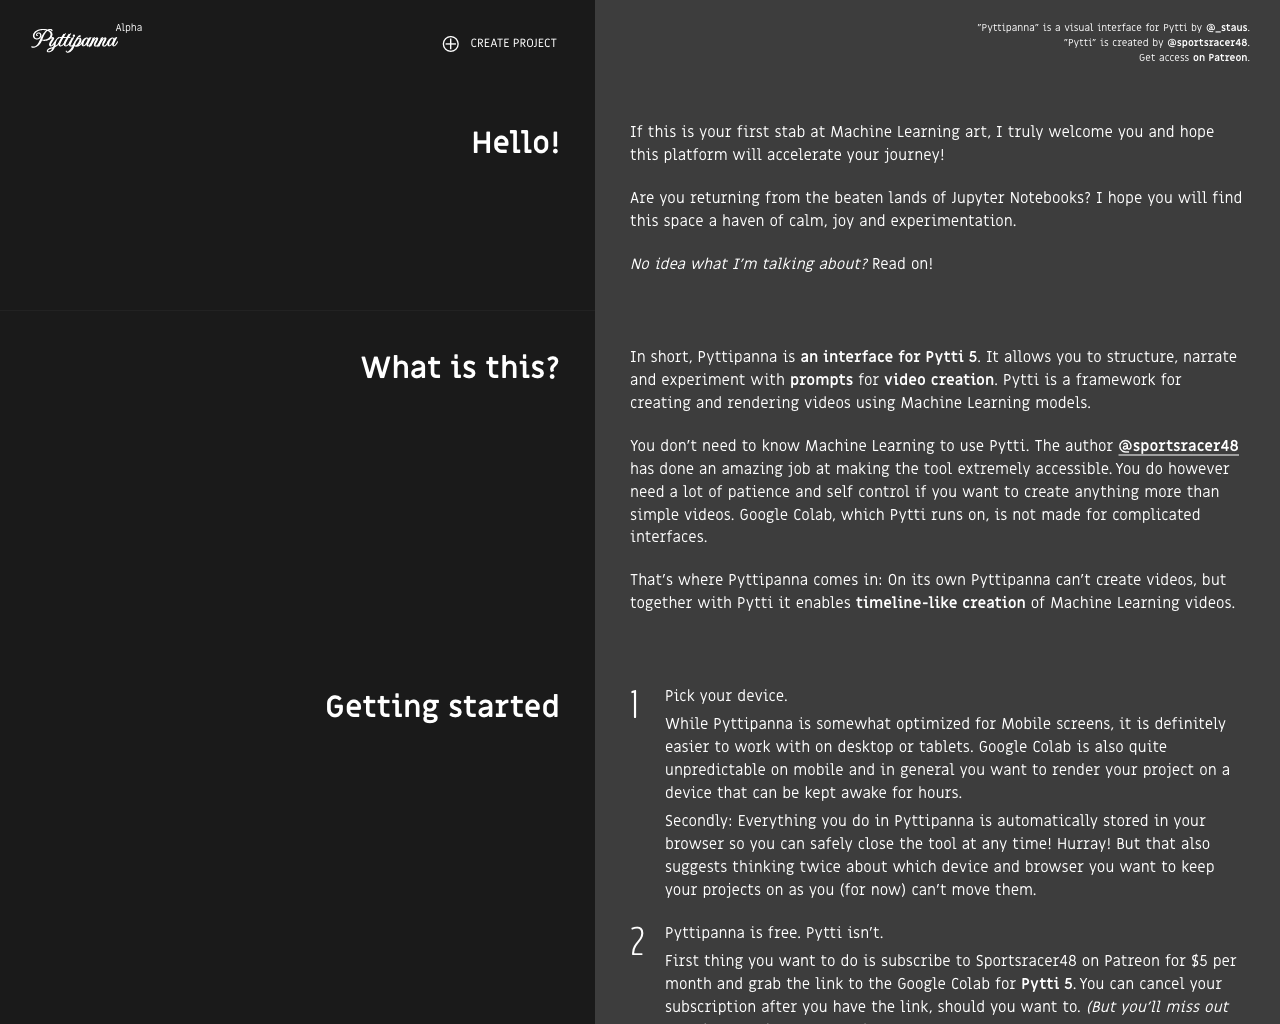 Pyttipanna Alpha
CREATE PROJECT
"Pyttipanna" is a visual interface for Pytti by @_staus.
"Pytti" is created by @sportsracer48.
Get access on Patreon.
Hello!
If this is your first stab at Machine Learning art, I truly welcome you and hope
this platform will accelerate your journey!
Are you returning from the beaten lands of Jupyter Notebooks? I hope you will find
this space a haven of calm, joy and experimentation.
No idea what I'm talking about? Read on!
What is this?
In short, Pyttipanna is an interface for Pytti 5. It allows you to structure, narrate
and experiment with prompts for video creation. Pytti is a framework for
creating and rendering videos using Machine Learning models.
You don't need to know Machine Learning to use Pytti. The author @sportsracer48
has done an amazing job at making the tool extremely accessible. You do however
need a lot of patience and self control if you want to create anything more than
simple videos. Google Colab, which Pytti runs on, is not made for complicated
interfaces.
That's where Pyttipanna comes in: On its own Pyttipanna can't create videos, but
together with Pytti it enables timeline-like creation of Machine Learning videos.
Getting started
1 Pick your device.
While Pyttipanna is somewhat optimized for Mobile screens, it is definitely
easier to work with on desktop or tablets. Google Colab is also quite
unpredictable on mobile and in general you want to render your project on a
device that can be kept awake for hours.
Secondly: Everything you do in Pyttipanna is automatically stored in your
browser so you can safely close the tool at any time! Hurray! But that also
suggests thinking twice about which device and browser you want to keep
your projects on as you (for now) can't move them.
2 Pyttipanna is free. Pytti isn't.
First thing you want to do is subscribe to Sportsracer48 on Patreon for $5 per
month and grab the link to the Google Colab for Pytti 5. You can cancel your
subscription after you have the link, should you want to. (But you'll miss out